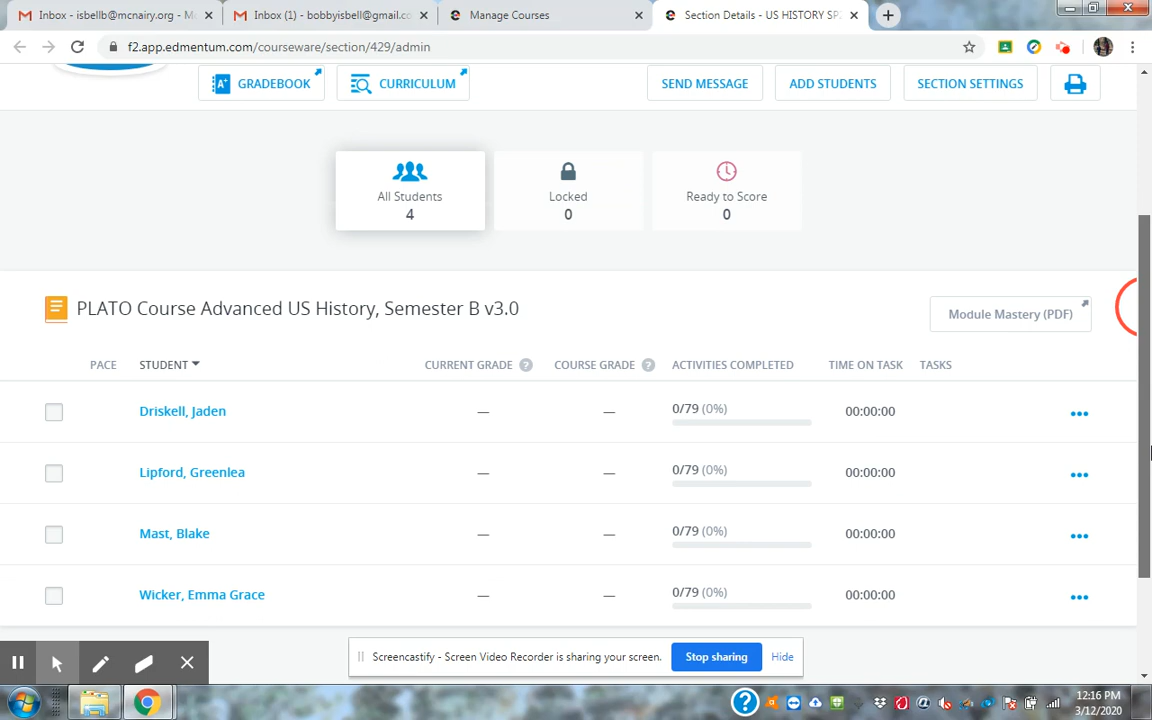 Inbox - isbellb@mcnairy.org - M
Inbox (1) - bobbyisbell@gmail.co
Manage Courses
Section Details - US HISTORY SP
f2.app.edmentum.com/courseware/section/429/admin
GRADEBOOK
CURRICULUM
SEND MESSAGE
ADD STUDENTS
SECTION SETTINGS
All Students
4
Locked
0
Ready to Score
0
PLATO Course Advanced US History, Semester B v3.0
Module Mastery (PDF)
PACE STUDENT CURRENT GRADE ? COURSE GRADE ? ACTIVITIES COMPLETED TIME ON TASK TASKS
Driskell, Jaden — — 0/79 (0%) 00:00:00
Lipford, Greenlea — — 0/79 (0%) 00:00:00
Mast, Blake — — 0/79 (0%) 00:00:00
Wicker, Emma Grace — — 0/79 (0%) 00:00:00
Screencastify - Screen Video Recorder is sharing your screen. Stop sharing Hide
12:16 PM
3/12/2020